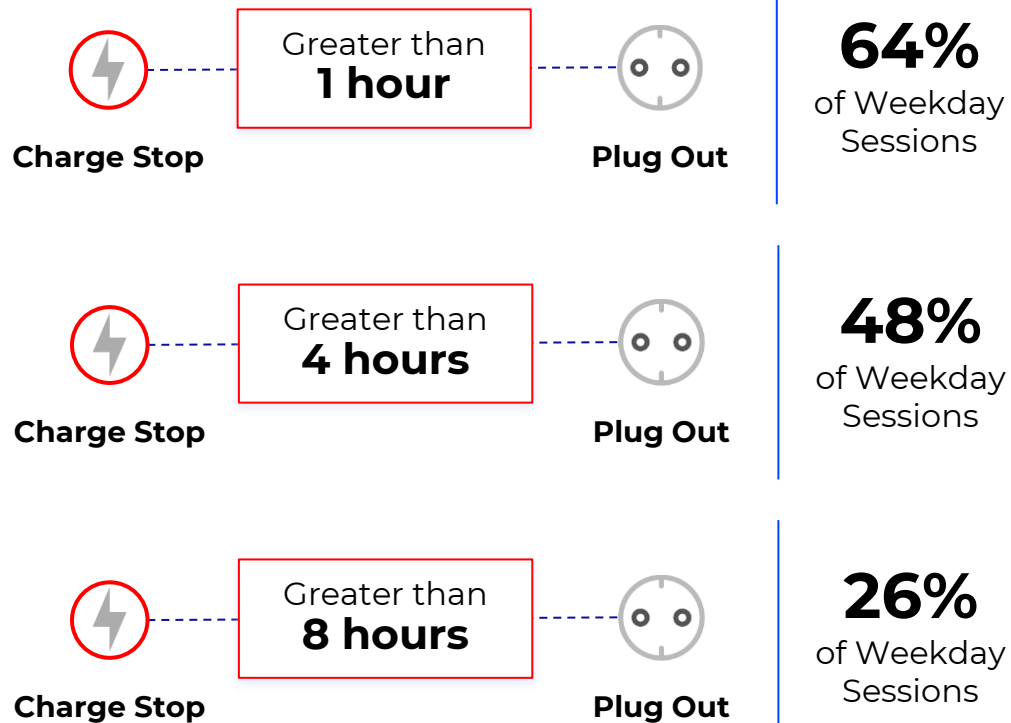 Greater than
1 hour
Charge Stop
Plug Out
64%
of Weekday
Sessions
Greater than
4 hours
Charge Stop
Plug Out
48%
of Weekday
Sessions
Greater than
8 hours
Charge Stop
Plug Out
26%
of Weekday
Sessions